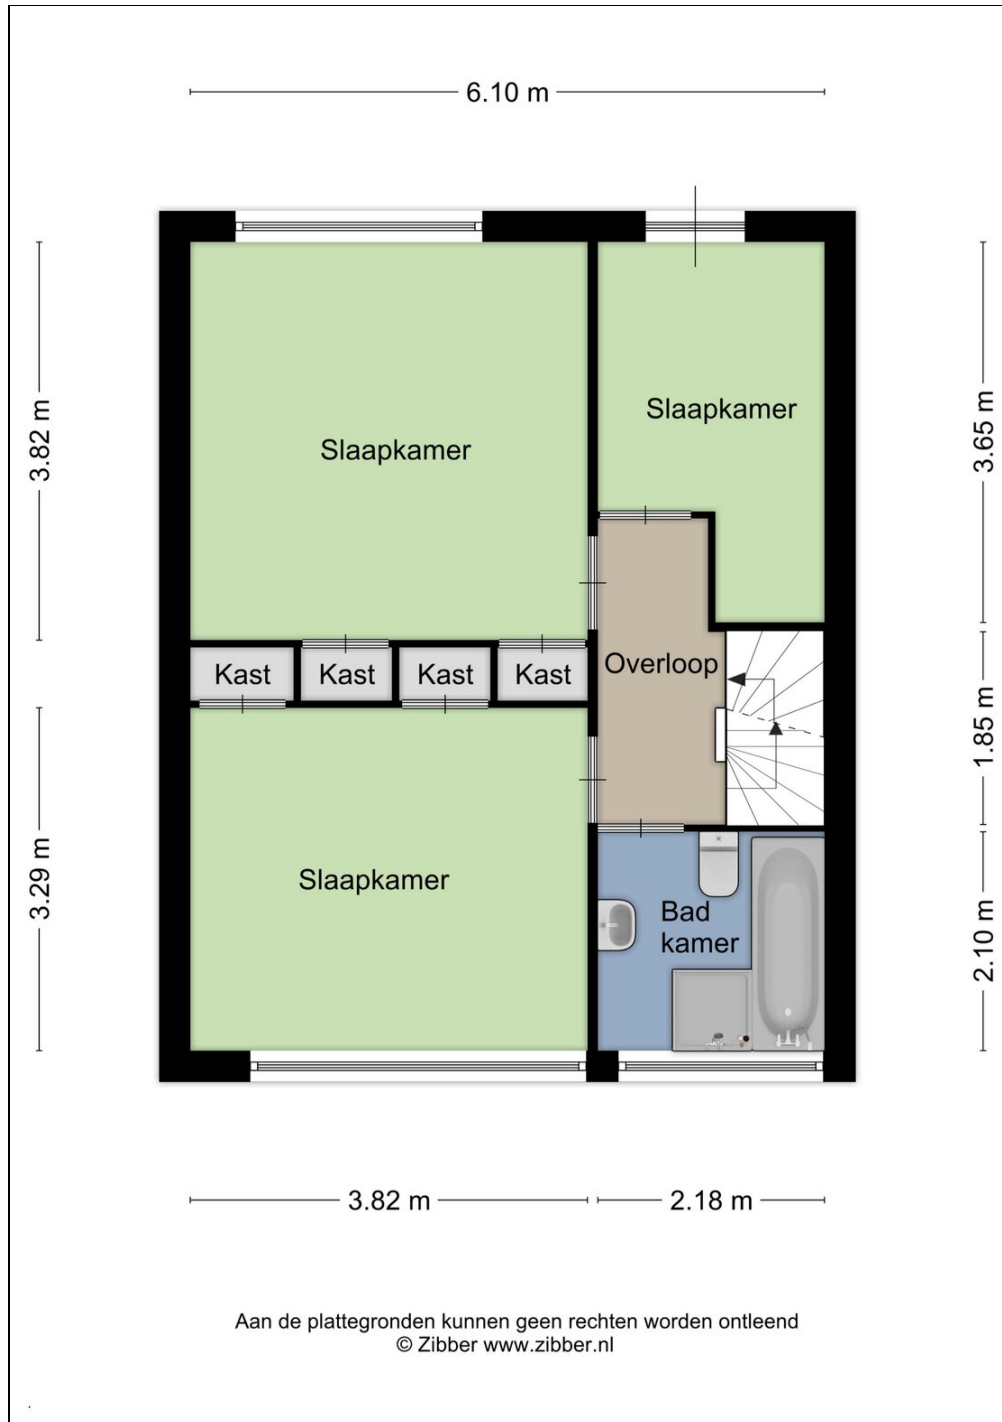 6.10 m
3.82 m
3.65 m
Slaapkamer
Slaapkamer
Kast
Kast
Kast
Kast
Overloop
1.85 m
3.29 m
Slaapkamer
Bad
kamer
2.10 m
3.82 m
2.18 m
Aan de plattegronden kunnen geen rechten worden ontleend
© Zibber www.zibber.nl